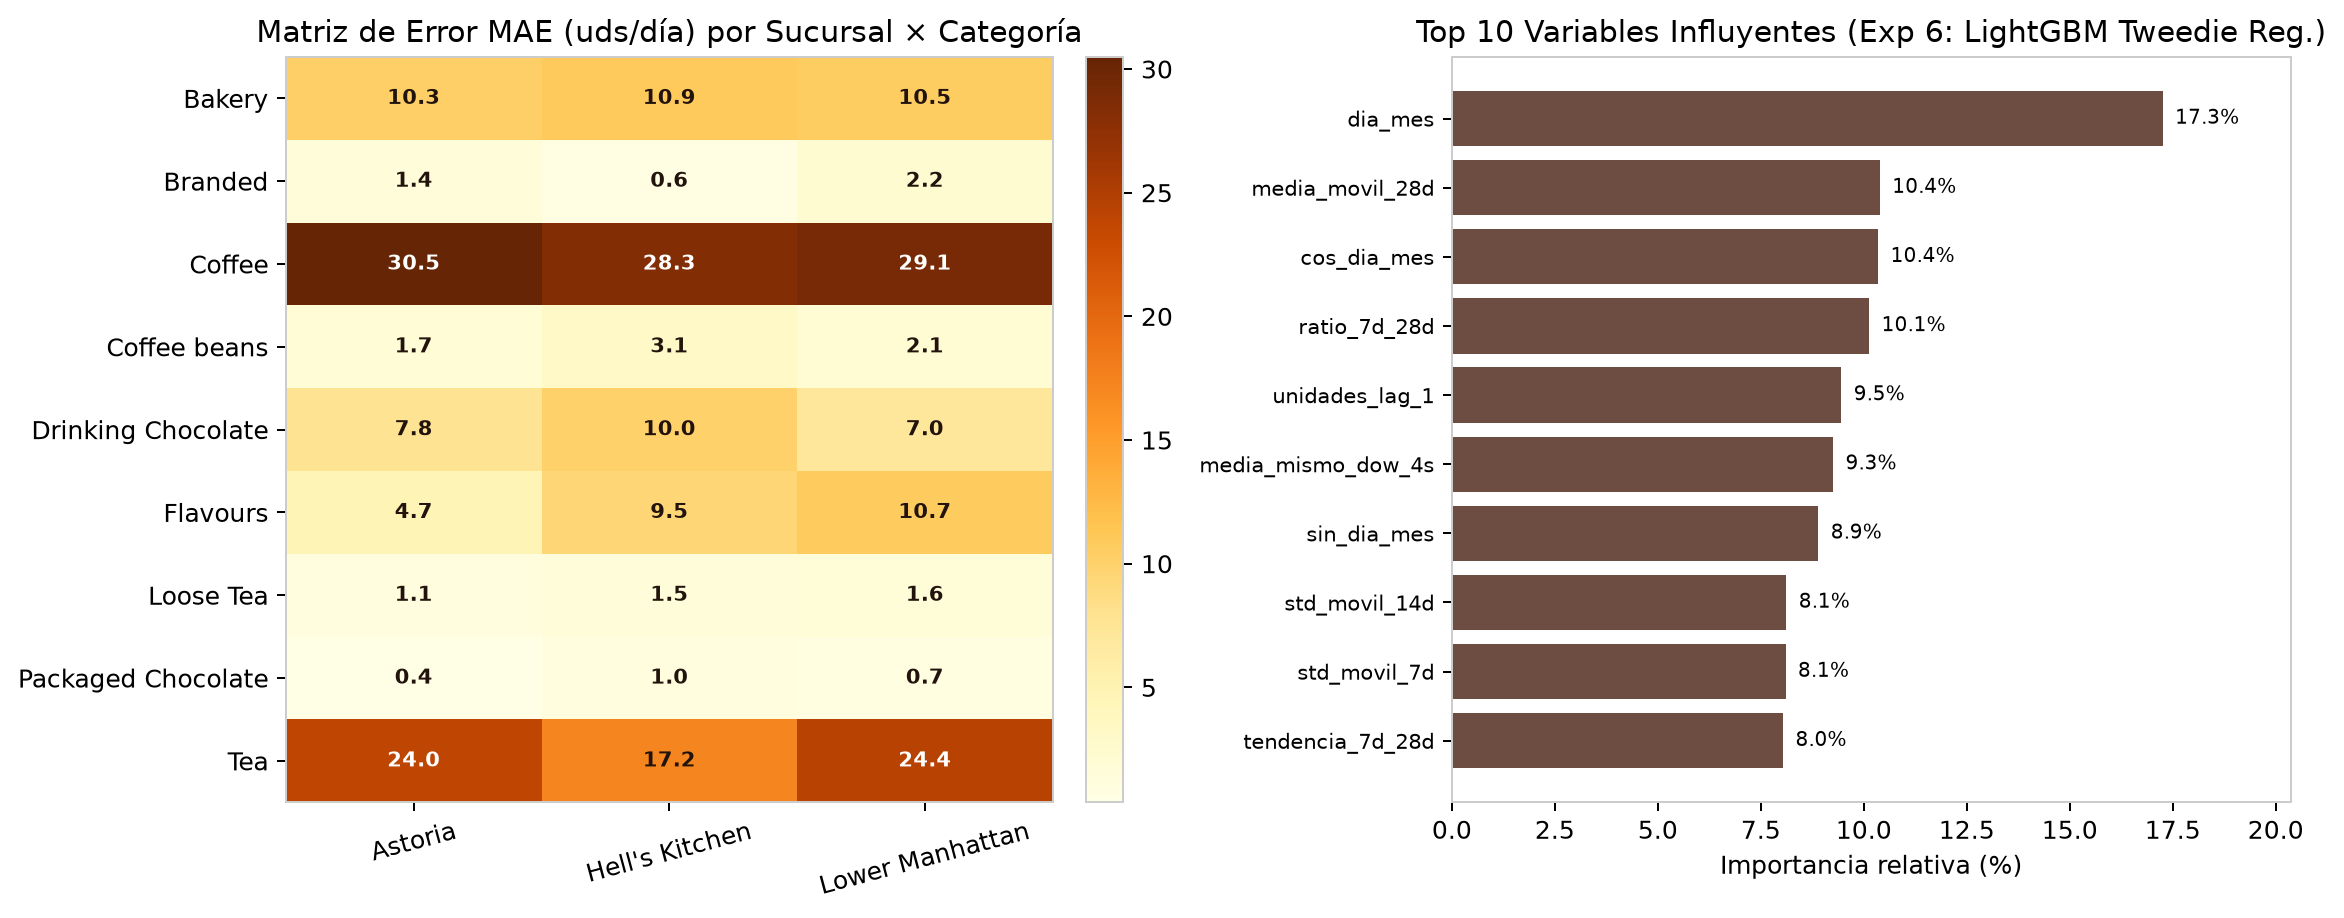 Matriz de Error MAE (uds/día) por Sucursal × Categoría
Bakery 10.3 10.9 10.5
Branded 1.4 0.6 2.2
Coffee 30.5 28.3 29.1
Coffee beans 1.7 3.1 2.1
Drinking Chocolate 7.8 10.0 7.0
Flavours 4.7 9.5 10.7
Loose Tea 1.1 1.5 1.6
Packaged Chocolate 0.4 1.0 0.7
Tea 24.0 17.2 24.4
Astoria Hell's Kitchen Lower Manhattan
30
25
20
15
10
5
Top 10 Variables Influyentes (Exp 6: LightGBM Tweedie Reg.)
dia_mes 17.3%
media_movil_28d 10.4%
cos_dia_mes 10.4%
ratio_7d_28d 10.1%
unidades_lag_1 9.5%
media_mismo_dow_4s 9.3%
sin_dia_mes 8.9%
std_movil_14d 8.1%
std_movil_7d 8.1%
tendencia_7d_28d 8.0%
0.0 2.5 5.0 7.5 10.0 12.5 15.0 17.5 20.0
Importancia relativa (%)